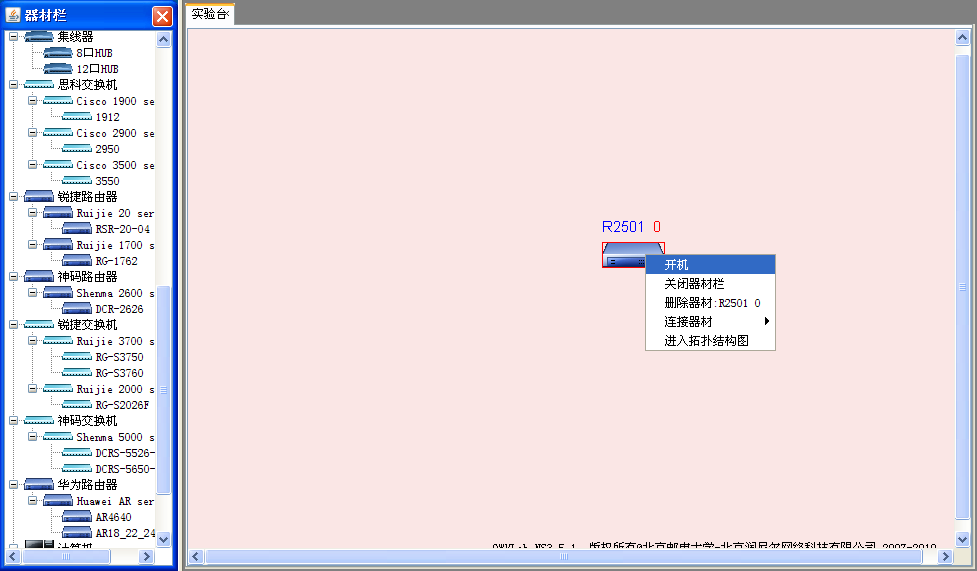 器材栏
集线器
8口HUB
12口HUB
思科交换机
Cisco 1900 se
1912
Cisco 2900 se
2950
Cisco 3500 se
3550
锐捷路由器
Ruijie 20 ser
RSR-20-04
Ruijie 1700 s
RG-1762
神码路由器
Shenma 2600 s
DCR-2626
锐捷交换机
Ruijie 3700 s
RG-S3750
RG-S3760
Ruijie 2000 s
RG-S2026F
神码交换机
Shenma 5000 s
DCRS-5526-
DCRS-5650-
华为路由器
Huawei AR ser
AR4640
AR18_22_24
计算机
实验台
R2501 0
开机
关闭器材栏
删除器材:R2501 0
连接器材
进入拓扑结构图
版权所有@北京邮电大学-北京润尼尔网络科技有限公司 2007-2010